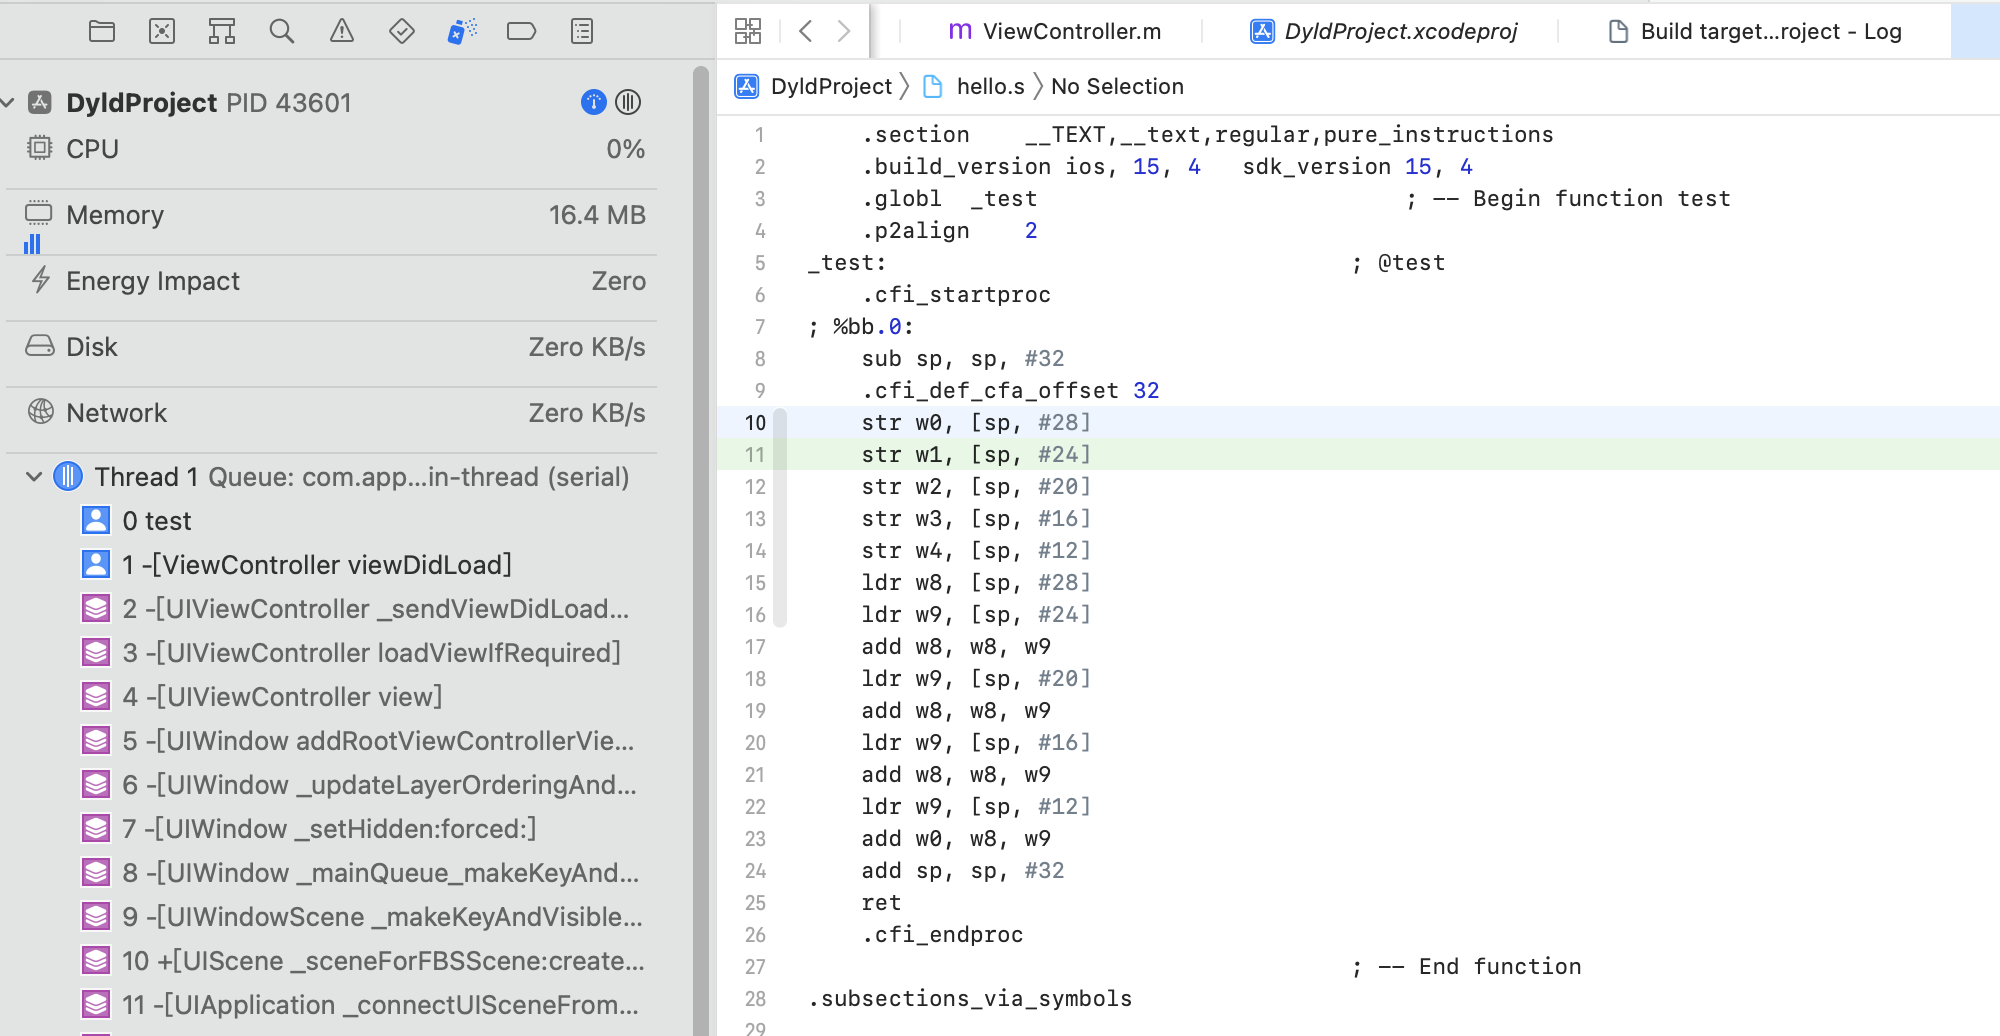 ViewController.m
DyldProject.xcodeproj
Build target...roject - Log
DyldProject PID 43601
CPU 0%
Memory 16.4 MB
Energy Impact Zero
Disk Zero KB/s
Network Zero KB/s
Thread 1 Queue: com.app...in-thread (serial)
0 test
1 -[ViewController viewDidLoad]
2 -[UIViewController _sendViewDidLoad...
3 -[UIViewController loadViewIfRequired]
4 -[UIViewController view]
5 -[UIWindow addRootViewControllerVie...
6 -[UIWindow _updateLayerOrderingAnd...
7 -[UIWindow _setHidden:forced:]
8 -[UIWindow _mainQueue_makeKeyAnd...
9 -[UIWindowScene _makeKeyAndVisible...
10 +[UIScene _sceneForFBSScene:create...
11 -[UIApplication _connectUISceneFrom...
DyldProject 〉 hello.s 〉 No Selection
1 .section __TEXT,__text,regular,pure_instructions
2 .build_version ios, 15, 4 sdk_version 15, 4
3 .globl _test ; -- Begin function test
4 .p2align 2
5 _test: ; @test
6 .cfi_startproc
7 ; %bb.0:
8 sub sp, sp, #32
9 .cfi_def_cfa_offset 32
10 str w0, [sp, #28]
11 str w1, [sp, #24]
12 str w2, [sp, #20]
13 str w3, [sp, #16]
14 str w4, [sp, #12]
15 ldr w8, [sp, #28]
16 ldr w9, [sp, #24]
17 add w8, w8, w9
18 ldr w9, [sp, #20]
19 add w8, w8, w9
20 ldr w9, [sp, #16]
21 add w8, w8, w9
22 ldr w9, [sp, #12]
23 add w0, w8, w9
24 add sp, sp, #32
25 ret
26 .cfi_endproc
27 ; -- End function
28 .subsections_via_symbols
29